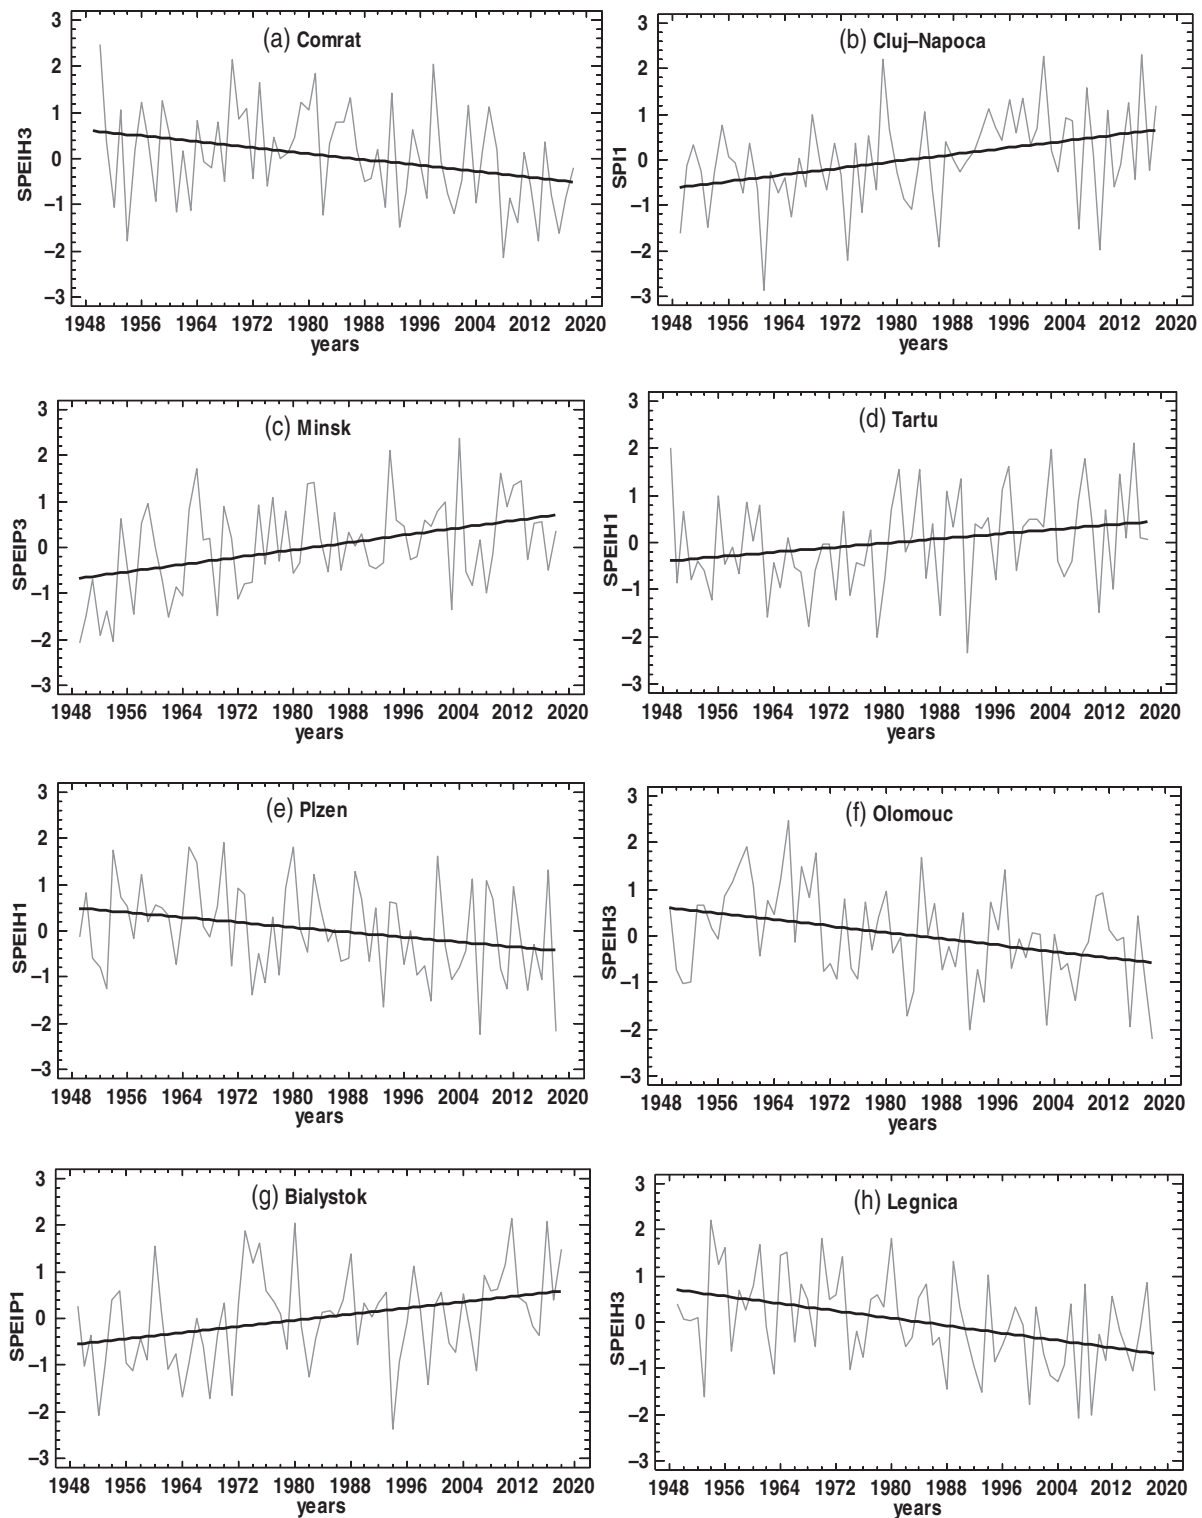 (a) Comrat
SPEIH3
3
2
1
0
−1
−2
−3
1948 1956 1964 1972 1980 1988 1996 2004 2012 2020
years
(b) Cluj–Napoca
SPI1
3
2
1
0
−1
−2
−3
1948 1956 1964 1972 1980 1988 1996 2004 2012 2020
years
(c) Minsk
SPEIP3
3
2
1
0
−1
−2
−3
1948 1956 1964 1972 1980 1988 1996 2004 2012 2020
years
(d) Tartu
SPEIH1
3
2
1
0
−1
−2
−3
1948 1956 1964 1972 1980 1988 1996 2004 2012 2020
years
(e) Plzen
SPEIH1
3
2
1
0
−1
−2
−3
1948 1956 1964 1972 1980 1988 1996 2004 2012 2020
years
(f) Olomouc
SPEIH3
3
2
1
0
−1
−2
−3
1948 1956 1964 1972 1980 1988 1996 2004 2012 2020
years
(g) Bialystok
SPEIP1
3
2
1
0
−1
−2
−3
1948 1956 1964 1972 1980 1988 1996 2004 2012 2020
years
(h) Legnica
SPEIH3
3
2
1
0
−1
−2
−3
1948 1956 1964 1972 1980 1988 1996 2004 2012 2020
years